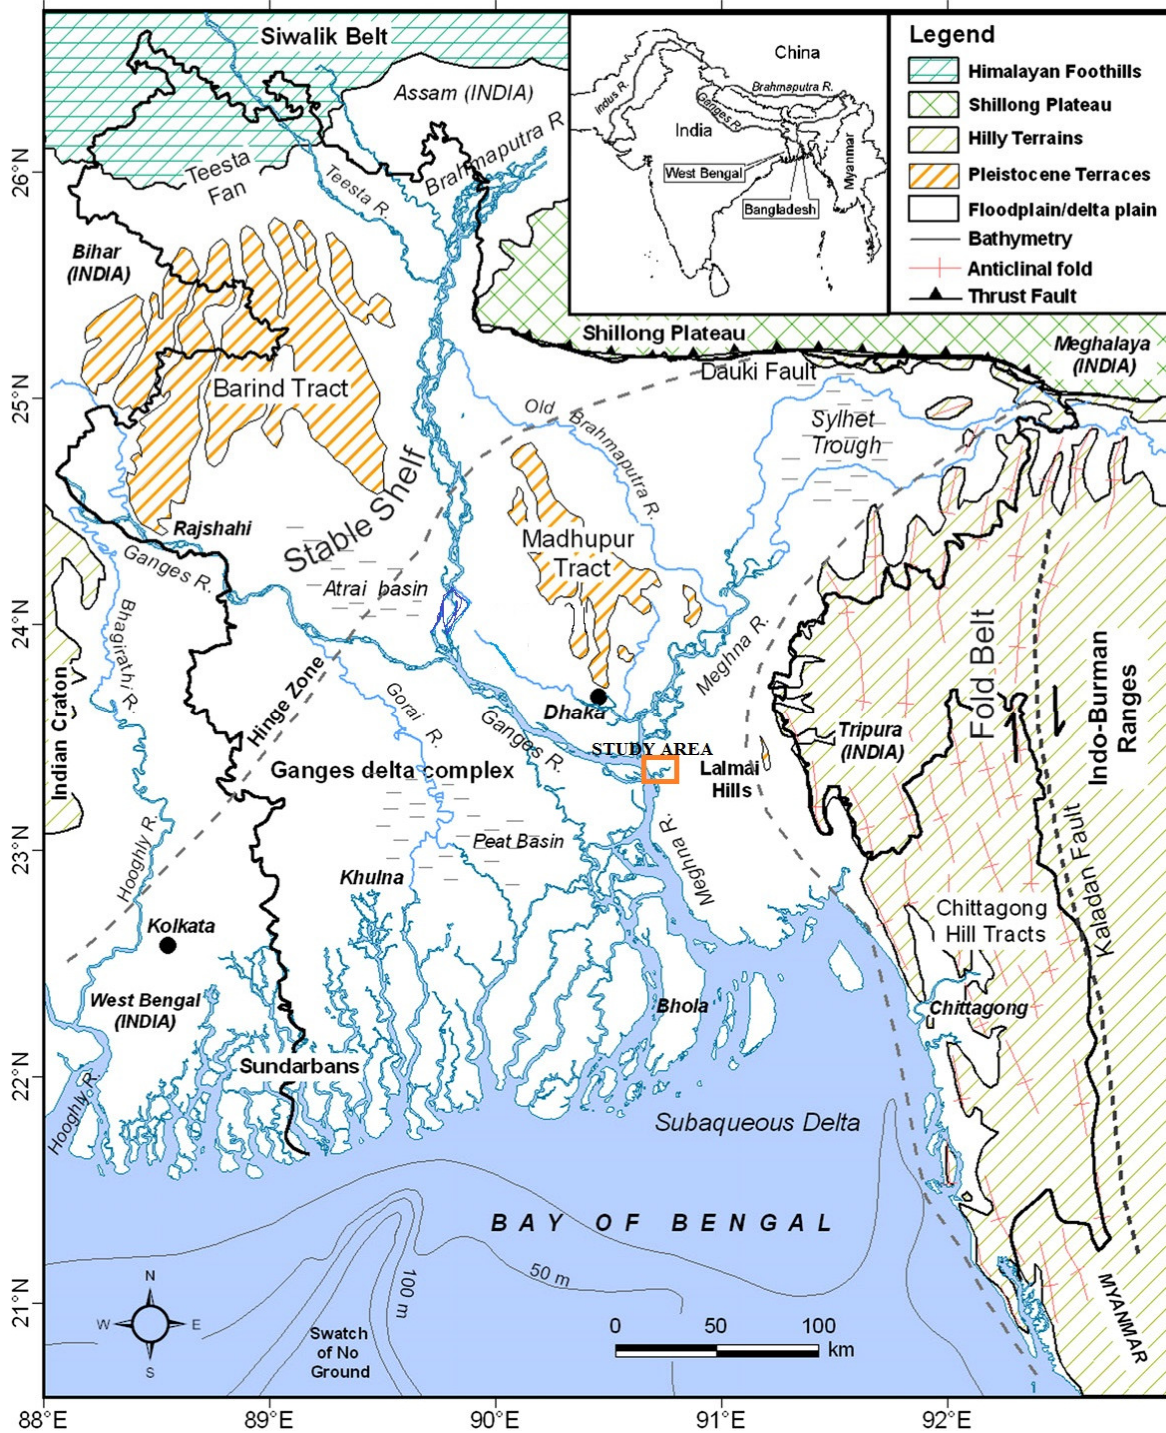 Siwalik Belt
Assam (INDIA)
Brahmaputra R
Teesta
Fan
Teesta R.
Bihar
(INDIA)
Barind Tract
China
Indus R.
Brahmaputra R.
Ganges R.
India
West Bengal
Myanmar
Bangladesh
Legend
Himalayan Foothills
Shillong Plateau
Hilly Terrains
Pleistocene Terraces
Floodplain/delta plain
Bathymetry
Anticlinal fold
Thrust Fault
Shillong Plateau
Meghalaya
(INDIA)
Dauki Fault
Old Brahmaputra R.
Sylhet
Trough
Stable Shelf
Rajshahi
Ganges R.
Atrai basin
Madhupur
Tract
Bhagirathi R.
Indian Craton
Hinge Zone
Gorai R.
Ganges R.
Dhaka
Meghna R.
STUDY AREA
Lalmai
Hills
Tripura
(INDIA)
Fold Belt
Indo-Burman
Ranges
Ganges delta complex
Peat Basin
Hooghly R.
Khulna
Meghna R.
Kaladan Fault
Kolkata
Chittagong
Hill Tracts
West Bengal
(INDIA)
Bhola
Chittagong
Sundarbans
Hooghly R.
Subaqueous Delta
BAY OF BENGAL
50 m
100 m
Swatch
of No
Ground
MYANMAR
N
W
E
S
0
50
100
km
26°N
25°N
24°N
23°N
22°N
21°N
88°E
89°E
90°E
91°E
92°E